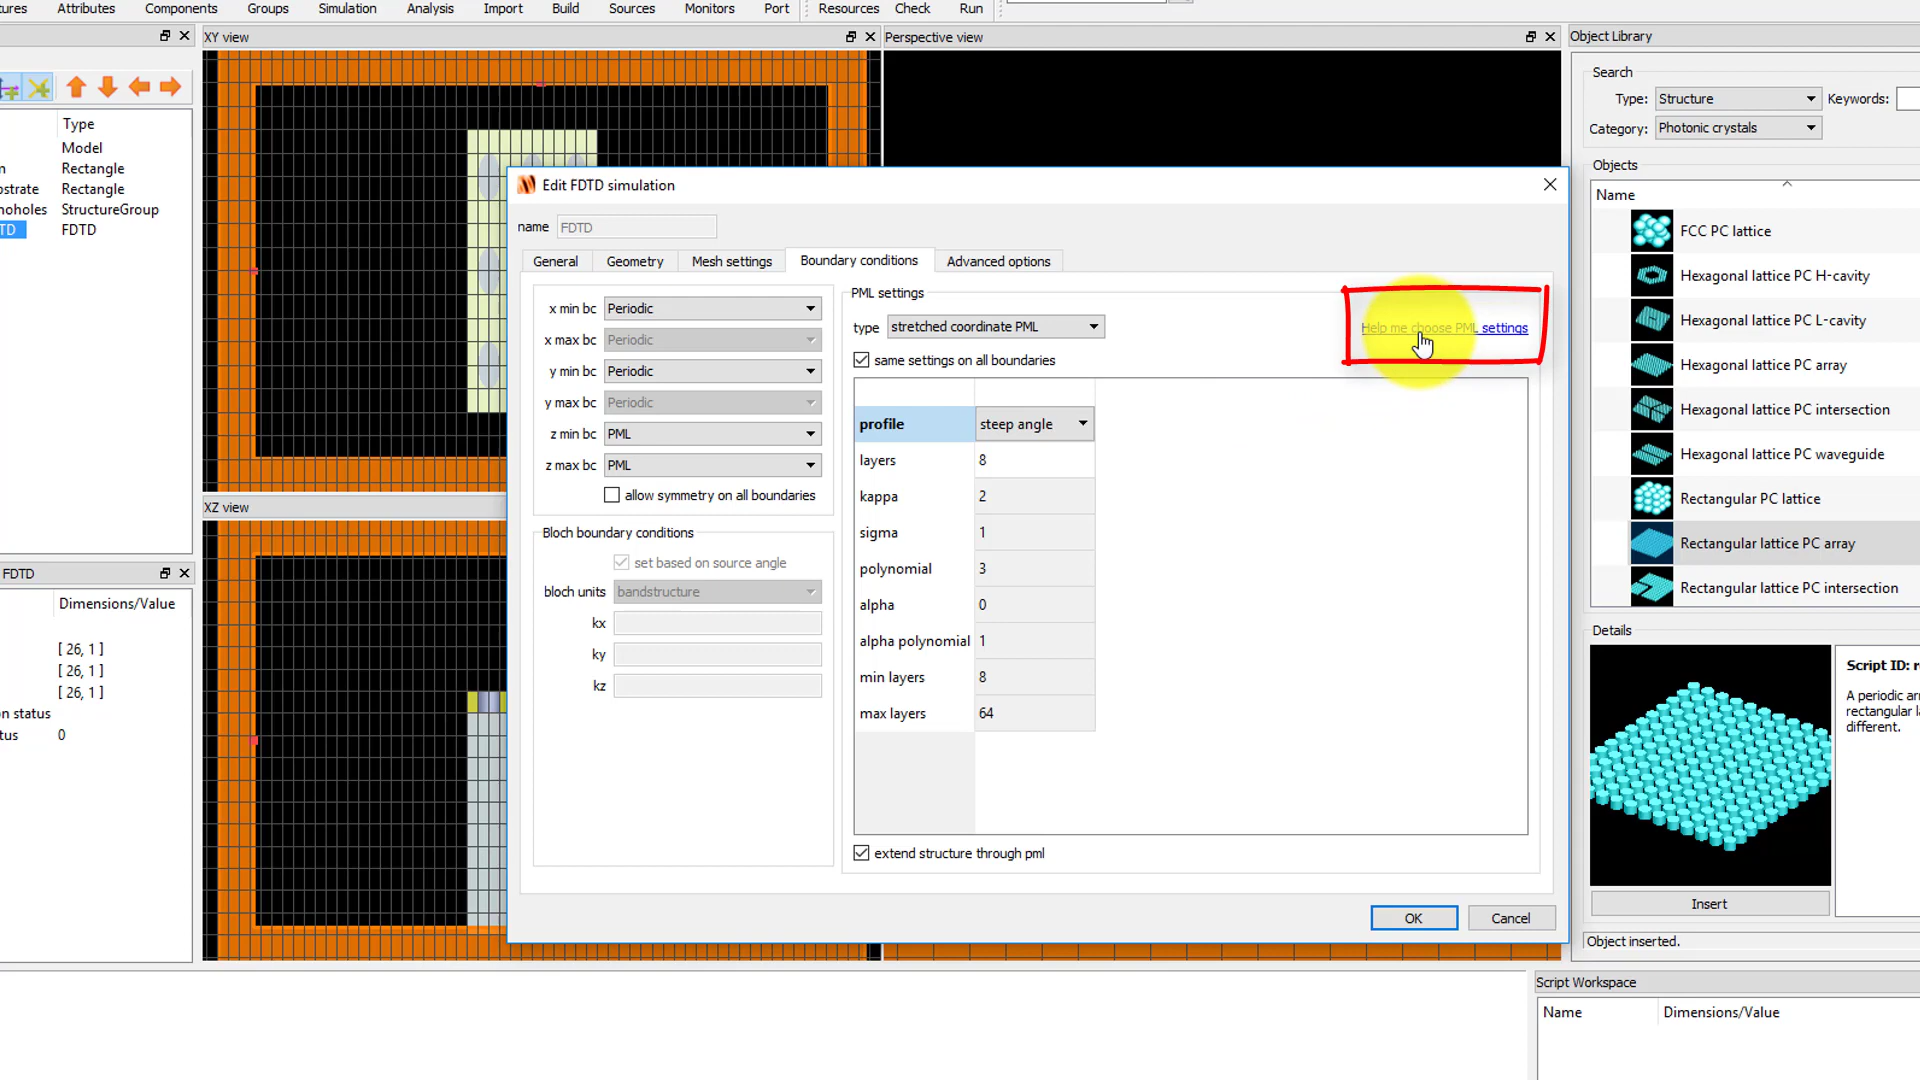 Attributes
Components
Groups
Simulation
Analysis
Import
Build
Sources
Monitors
Port
Resources
Check
Run
XY view
Perspective view
Object Library
Type
Model
Rectangle
Rectangle
StructureGroup
FDTD
Search
Type: Structure
Keywords:
Category: Photonic crystals
Objects
Name
FCC PC lattice
Hexagonal lattice PC H-cavity
Hexagonal lattice PC L-cavity
Hexagonal lattice PC array
Hexagonal lattice PC intersection
Hexagonal lattice PC waveguide
Rectangular PC lattice
Rectangular lattice PC array
Rectangular lattice PC intersection
Edit FDTD simulation
name FDTD
General
Geometry
Mesh settings
Boundary conditions
Advanced options
x min bc Periodic
x max bc Periodic
y min bc Periodic
y max bc Periodic
z min bc PML
z max bc PML
allow symmetry on all boundaries
Bloch boundary conditions
set based on source angle
bloch units bandstructure
kx
ky
kz
PML settings
type stretched coordinate PML
Help me choose PML settings
same settings on all boundaries
profile steep angle
layers 8
kappa 2
sigma 1
polynomial 3
alpha 0
alpha polynomial 1
min layers 8
max layers 64
extend structure through pml
OK
Cancel
XZ view
FDTD
Dimensions/Value
[ 26, 1 ]
[ 26, 1 ]
[ 26, 1 ]
0
Details
Script ID:
A periodic
rectangular
different.
Insert
Object inserted.
Script Workspace
Name
Dimensions/Value